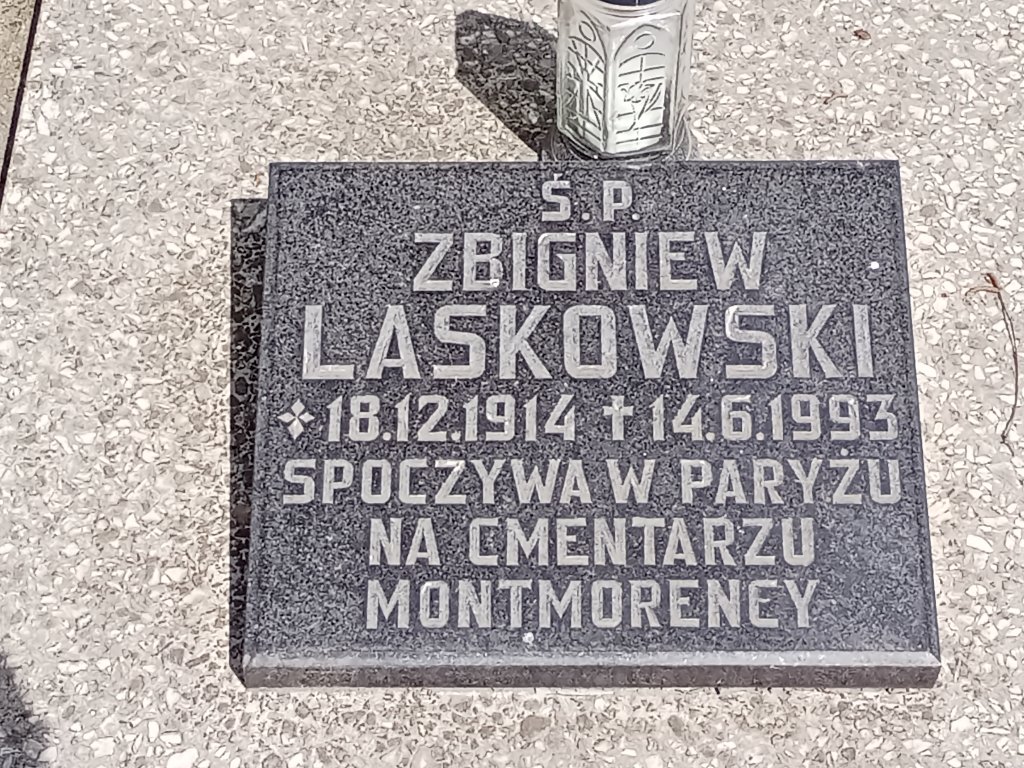 Ś.P.
ZBIGNIEW
LASKOWSKI
18.12.1914 ✝ 14.6.1993
SPOCZYWA W PARYŻU
NA CMENTARZU
MONTMORENCY